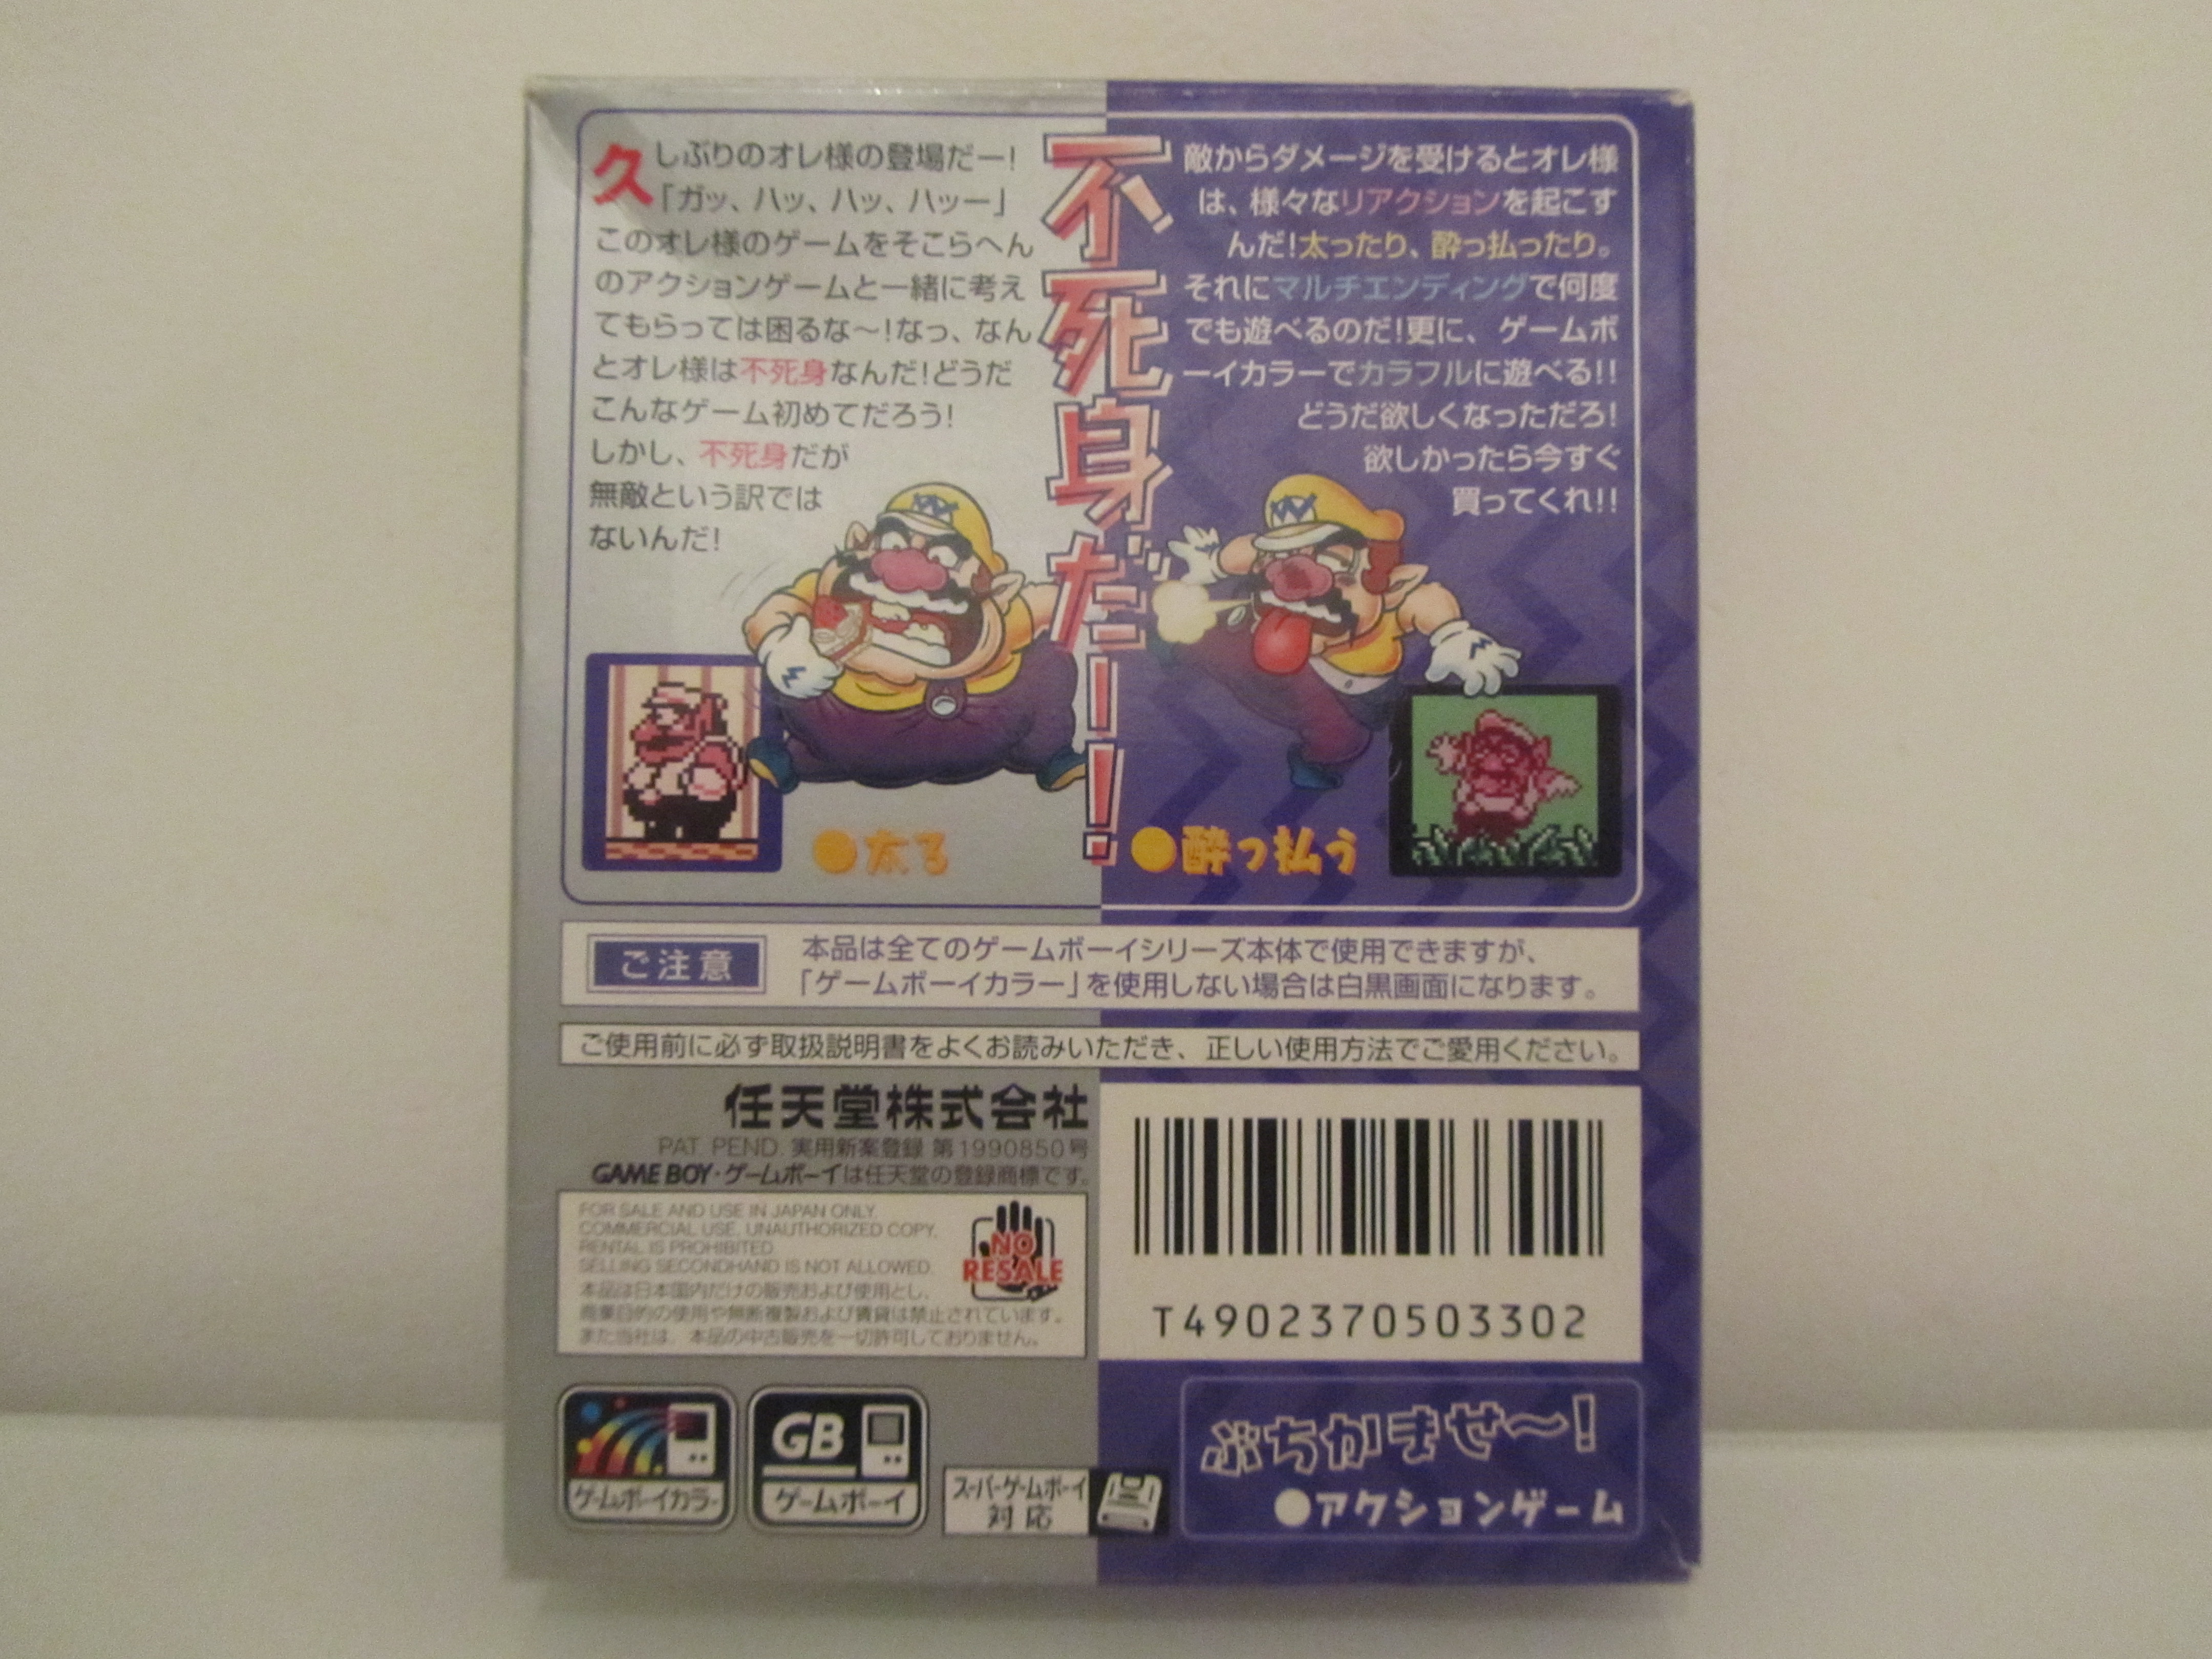 久しぶりのオレ様の登場だー!
「ガッ、ハッ、ハッ、ハッー」
このオレ様のゲームをそこらへん
のアクションゲームと一緒に考え
てもらっては困るな〜!なっ、なん
とオレ様は不死身なんだ!どうだ
こんなゲーム初めてだろう!
しかし、不死身だが
無敵という訳では
ないんだ!
不死身だーー!
敵からダメージを受けるとオレ様
は、様々なリアクションを起こす
んだ!太ったり、酔っ払ったり。
それにマルチエンディングで何度
でも遊べるのだ!更に、ゲームボ
ーイカラーでカラフルに遊べる!!
どうだ欲しくなっただろ!
欲しかったら今すぐ
買ってくれ!!
●太る
●酔っ払う
ご注意
本品は全てのゲームボーイシリーズ本体で使用できますが、
「ゲームボーイカラー」を使用しない場合は白黒画面になります。
ご使用前に必ず取扱説明書をよくお読みいただき、正しい使用方法でご愛用ください。
任天堂株式会社
PAT. PEND. 実用新案登録 第1990850号
GAME BOY・ゲームボーイは任天堂の登録商標です。
FOR SALE AND USE IN JAPAN ONLY.
COMMERCIAL USE, UNAUTHORIZED COPY,
RENTAL IS PROHIBITED
SELLING SECONDHAND IS NOT ALLOWED.
本品は日本国内だけの販売および使用とし、
商業目的の使用や無断複製および賃貸は禁止されています。
また当社は、本品の中古販売を一切許可しておりません。
NO
RESALE
T4902370503302
ゲームボーイカラー
GB
ゲームボーイ
スーパーゲームボーイ
対応
ぶちかませ〜!
●アクションゲーム